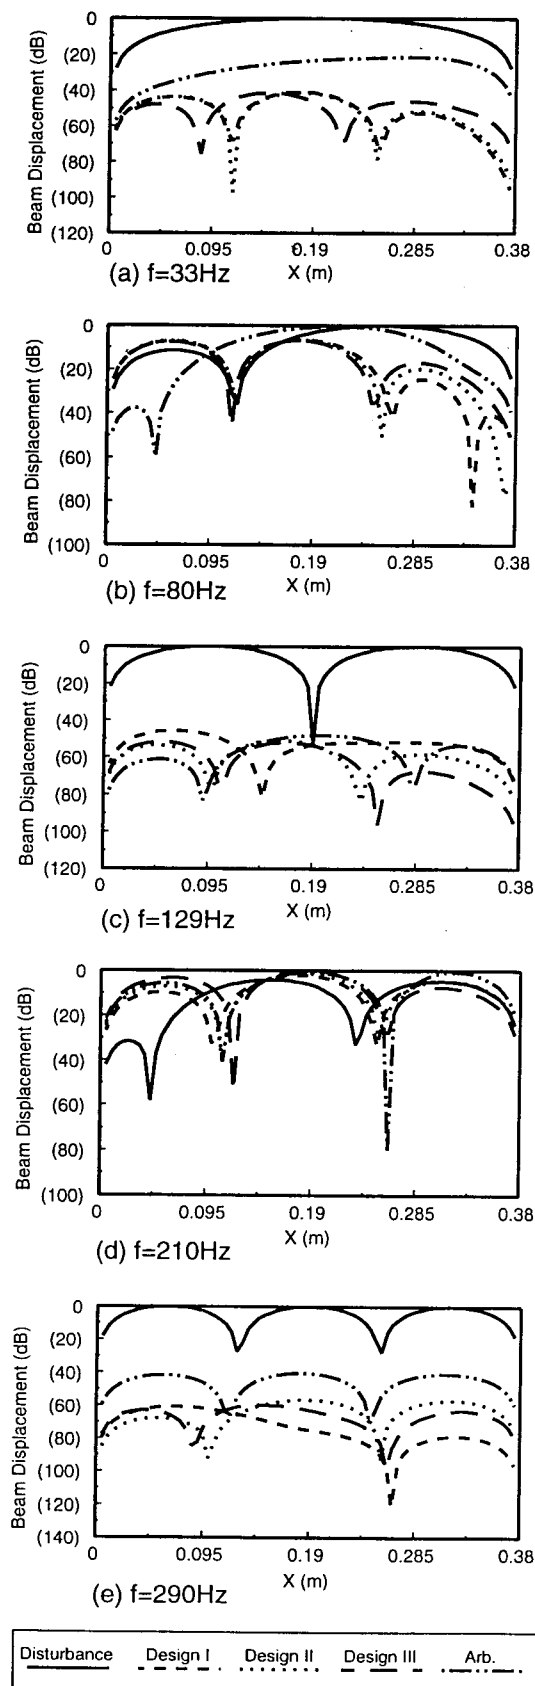 Beam Displacement (dB)
0
(20)
(40)
(60)
(80)
(100)
(120)
0 0.095 0.19 0.285 0.38
X (m)
(a) f=33Hz
Beam Displacement (dB)
0
(20)
(40)
(60)
(80)
(100)
0 0.095 0.19 0.285 0.38
X (m)
(b) f=80Hz
Beam Displacement (dB)
0
(20)
(40)
(60)
(80)
(100)
(120)
0 0.095 0.19 0.285 0.38
X (m)
(c) f=129Hz
Beam Displacement (dB)
0
(20)
(40)
(60)
(80)
(100)
0 0.095 0.19 0.285 0.38
X (m)
(d) f=210Hz
Beam Displacement (dB)
0
(20)
(40)
(60)
(80)
(100)
(120)
(140)
0 0.095 0.19 0.285 0.38
X (m)
(e) f=290Hz
Disturbance Design I Design II Design III Arb.